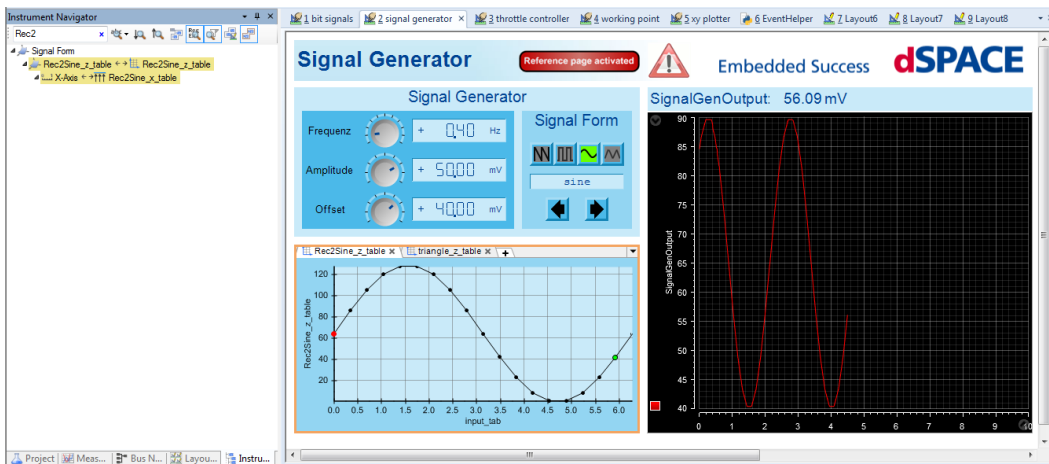 Instrument Navigator
Rec2
Signal Form
Rec2Sine_z_table ↔ Rec2Sine_z_table
X-Axis ↔ Rec2Sine_x_table
Project
Meas...
Bus N...
Layou...
Instru...
1 bit signals
2 signal generator
3 throttle controller
4 working point
5 xy plotter
6 EventHelper
7 Layout6
8 Layout7
9 Layout8
Signal Generator
Reference page activated
Embedded Success dSPACE
Signal Generator
Frequenz + 0,40 Hz
Amplitude + 50,00 mV
Offset + 40,00 mV
Signal Form
sine
Rec2Sine_z_table
triangle_z_table
+
Rec2Sine_z_table
120
100
80
60
40
20
0.0 0.5 1.0 1.5 2.0 2.5 3.0 3.5 4.0 4.5 5.0 5.5 6.0
input_tab
SignalGenOutput: 56.09 mV
SignalGenOutput
90
85
80
75
70
65
60
55
50
45
40
0 1 2 3 4 5 6 7 8 9 10